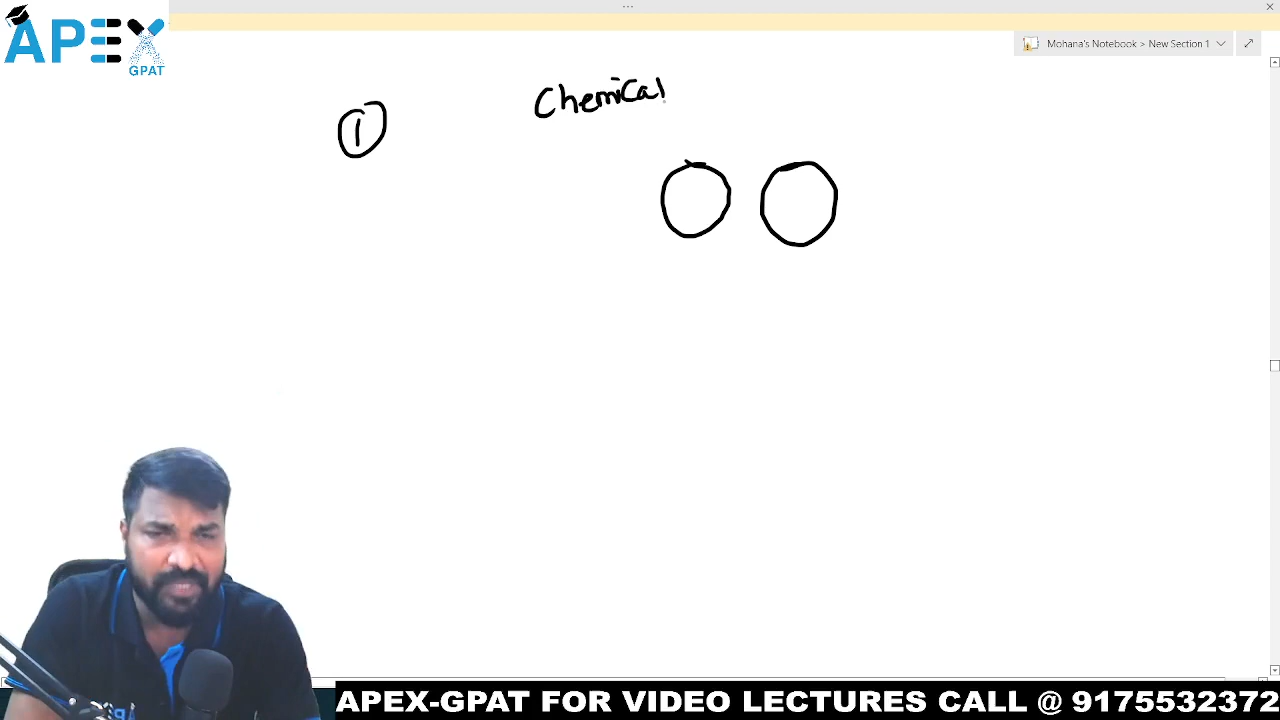 APEX
GPAT
Mohana's Notebook > New Section 1
Chemical
1
APEX-GPAT FOR VIDEO LECTURES CALL @ 9175532372